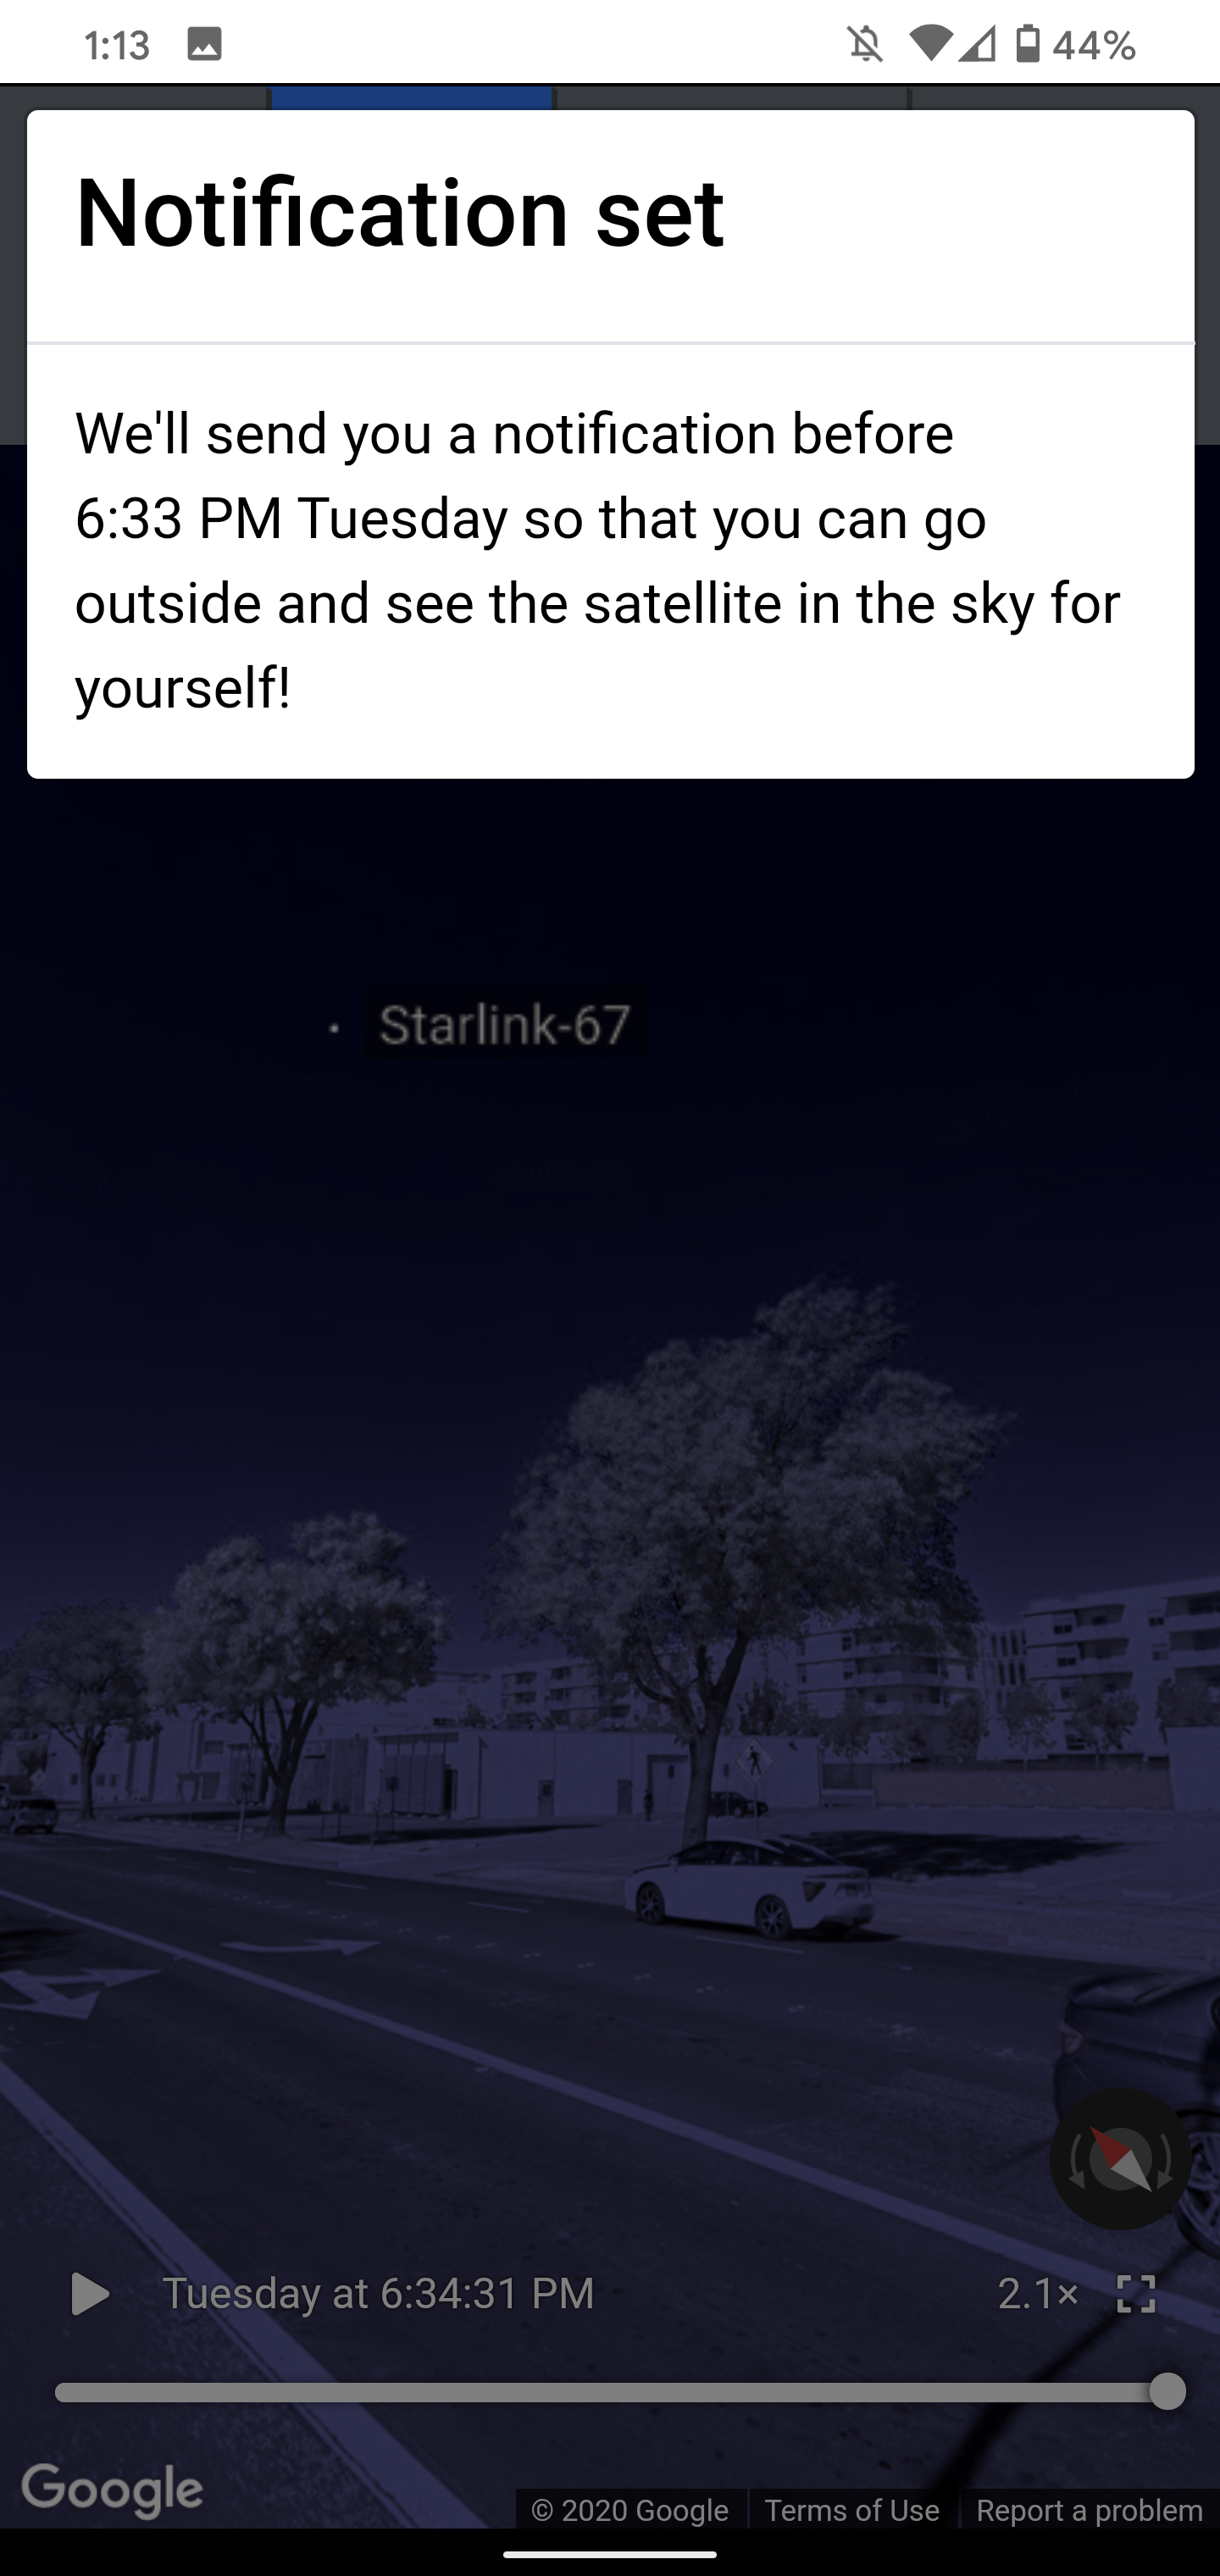 1:13 44%
Notification set
We'll send you a notification before
6:33 PM Tuesday so that you can go
outside and see the satellite in the sky for
yourself!
Starlink-67
Tuesday at 6:34:31 PM 2.1×
Google
© 2020 Google Terms of Use Report a problem